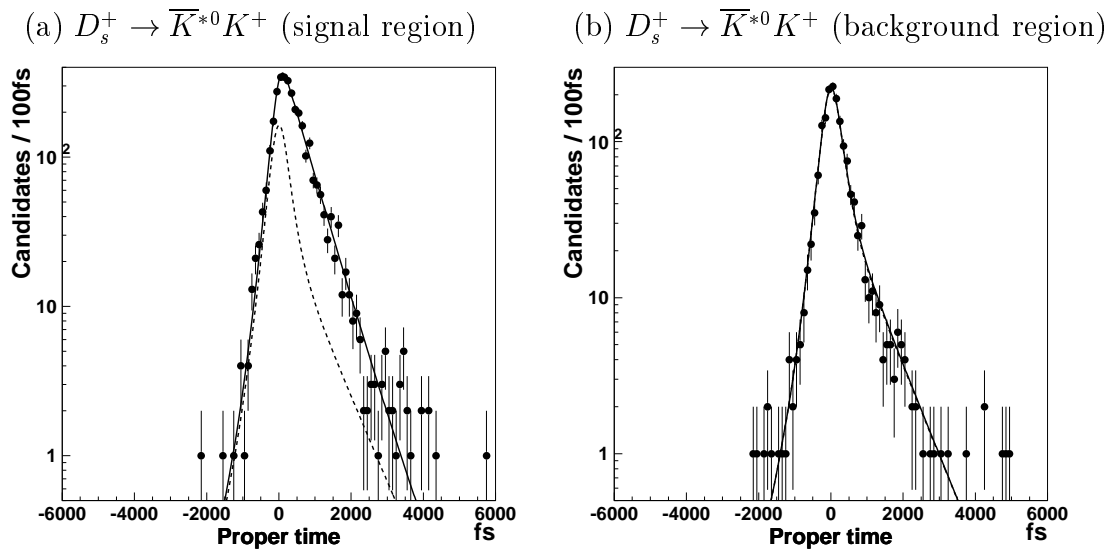 (a) D_s^+ → K̅^{*0}K^+ (signal region)
(b) D_s^+ → K̅^{*0}K^+ (background region)
Candidates / 100fs
10^2
10
1
-6000 -4000 -2000 0 2000 4000 6000
Proper time fs
Candidates / 100fs
10^2
10
1
-6000 -4000 -2000 0 2000 4000 6000
Proper time fs